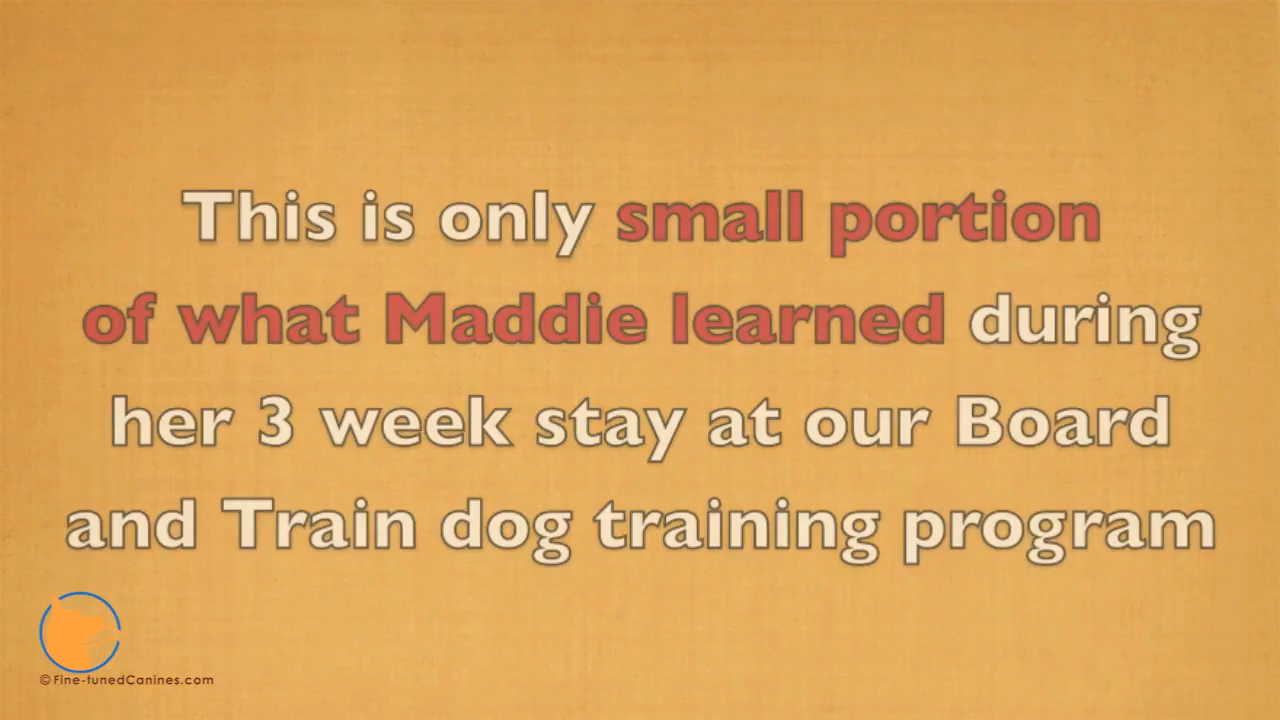 This is only small portion
of what Maddie learned during
her 3 week stay at our Board
and Train dog training program
©Fine-tunedCanines.com